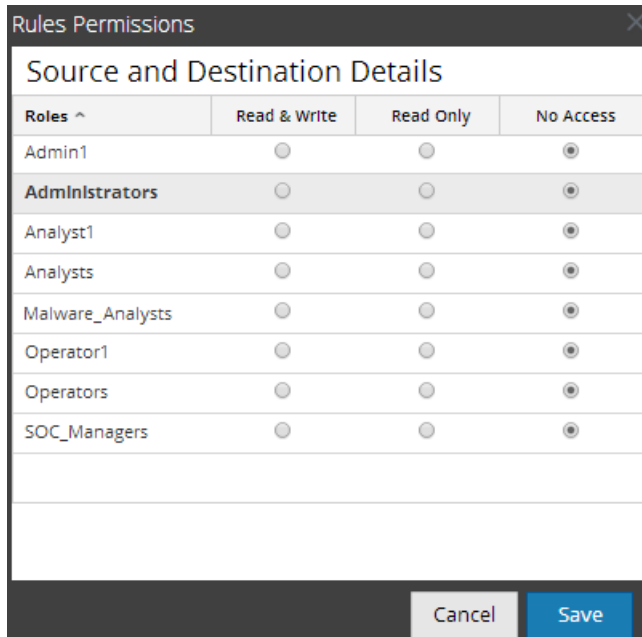 Rules Permissions
Source and Destination Details
Roles Read & Write Read Only No Access
Admin1
Administrators
Analyst1
Analysts
Malware_Analysts
Operator1
Operators
SOC_Managers
Cancel Save